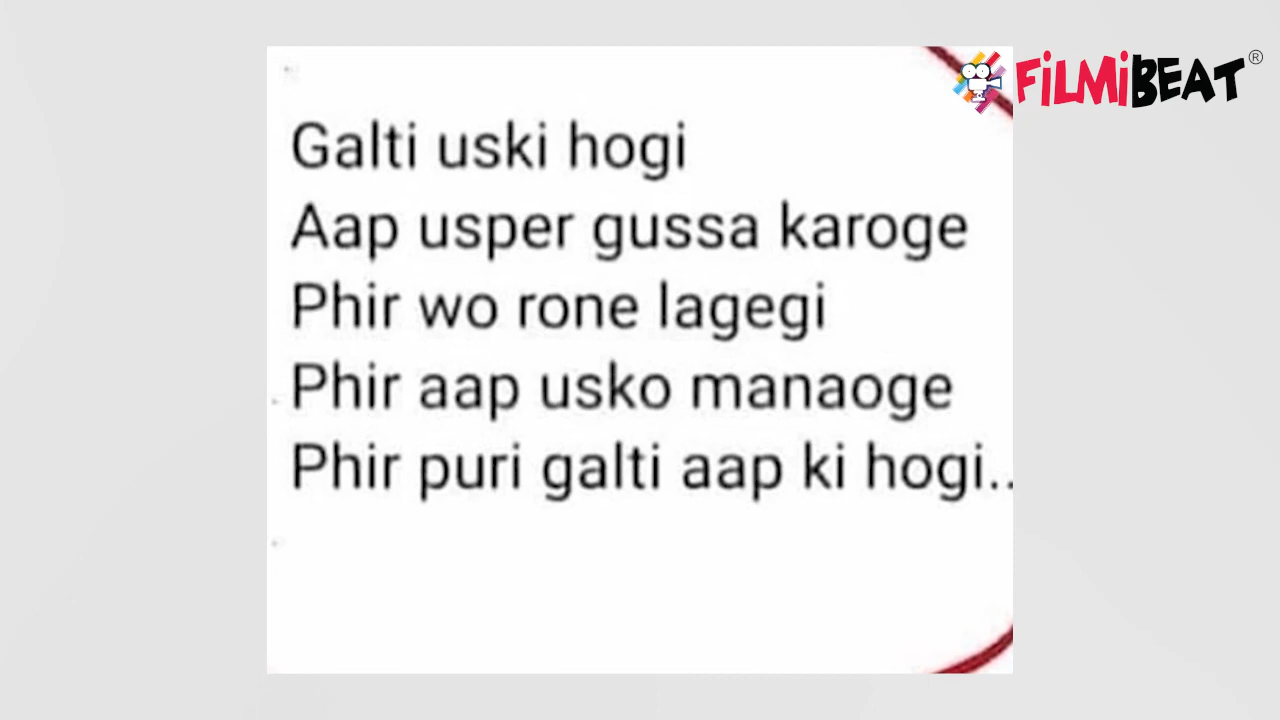 FiLMiBEAT®
Galti uski hogi
Aap usper gussa karoge
Phir wo rone lagegi
Phir aap usko manaoge
Phir puri galti aap ki hogi..